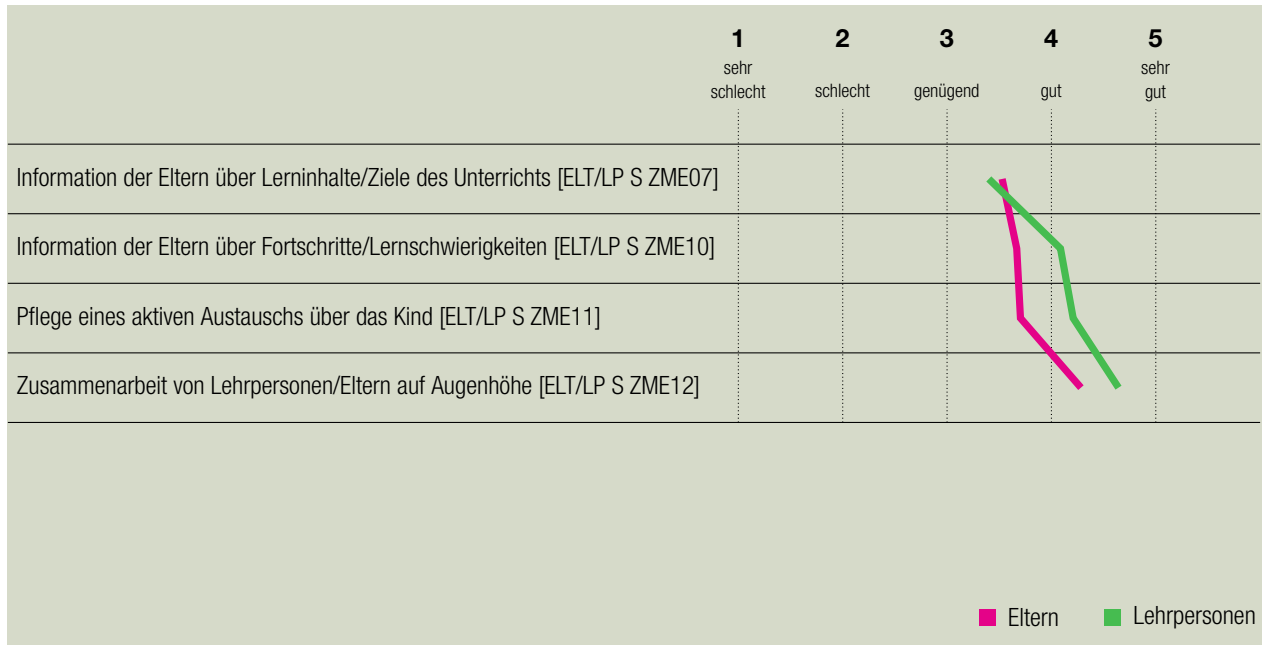 1 2 3 4 5
sehr schlecht schlecht genügend gut sehr gut
Information der Eltern über Lerninhalte/Ziele des Unterrichts [ELT/LP S ZME07]
Information der Eltern über Fortschritte/Lernschwierigkeiten [ELT/LP S ZME10]
Pflege eines aktiven Austauschs über das Kind [ELT/LP S ZME11]
Zusammenarbeit von Lehrpersonen/Eltern auf Augenhöhe [ELT/LP S ZME12]
Eltern Lehrpersonen